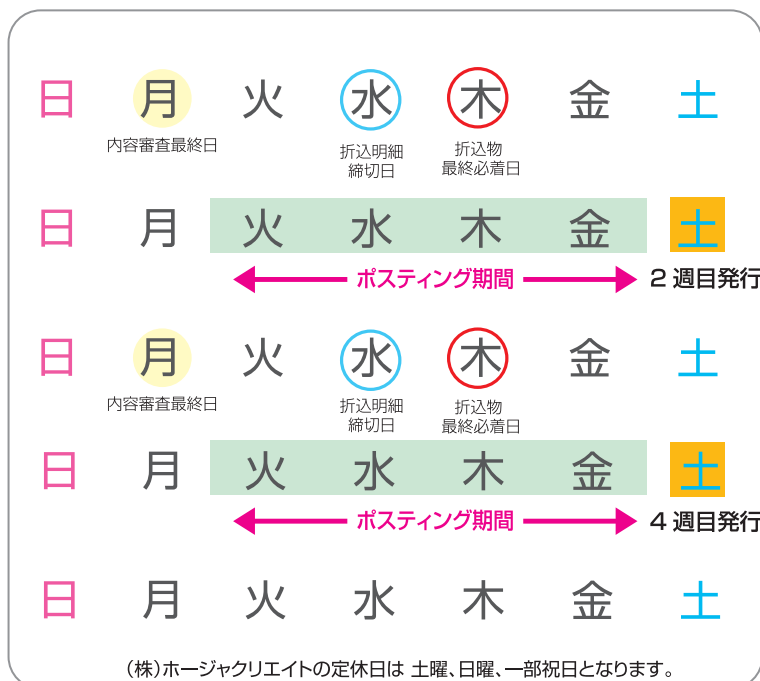 日 月 火 水 木 金 土
内容審査最終日
折込明細
締切日
折込物
最終必着日
日 月 火 水 木 金 土
ポスティング期間
2週目発行
日 月 火 水 木 金 土
内容審査最終日
折込明細
締切日
折込物
最終必着日
日 月 火 水 木 金 土
ポスティング期間
4週目発行
日 月 火 水 木 金 土
(株)ホージャクリエイトの定休日は 土曜、日曜、一部祝日となります。